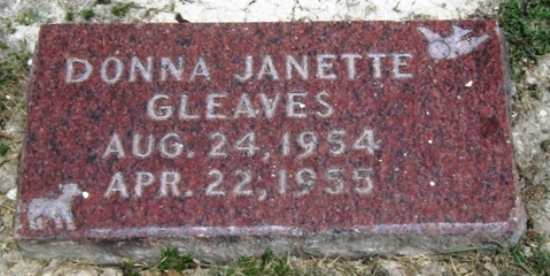 DONNA JANETTE
GLEAVES
AUG. 24, 1954
APR. 22, 1955